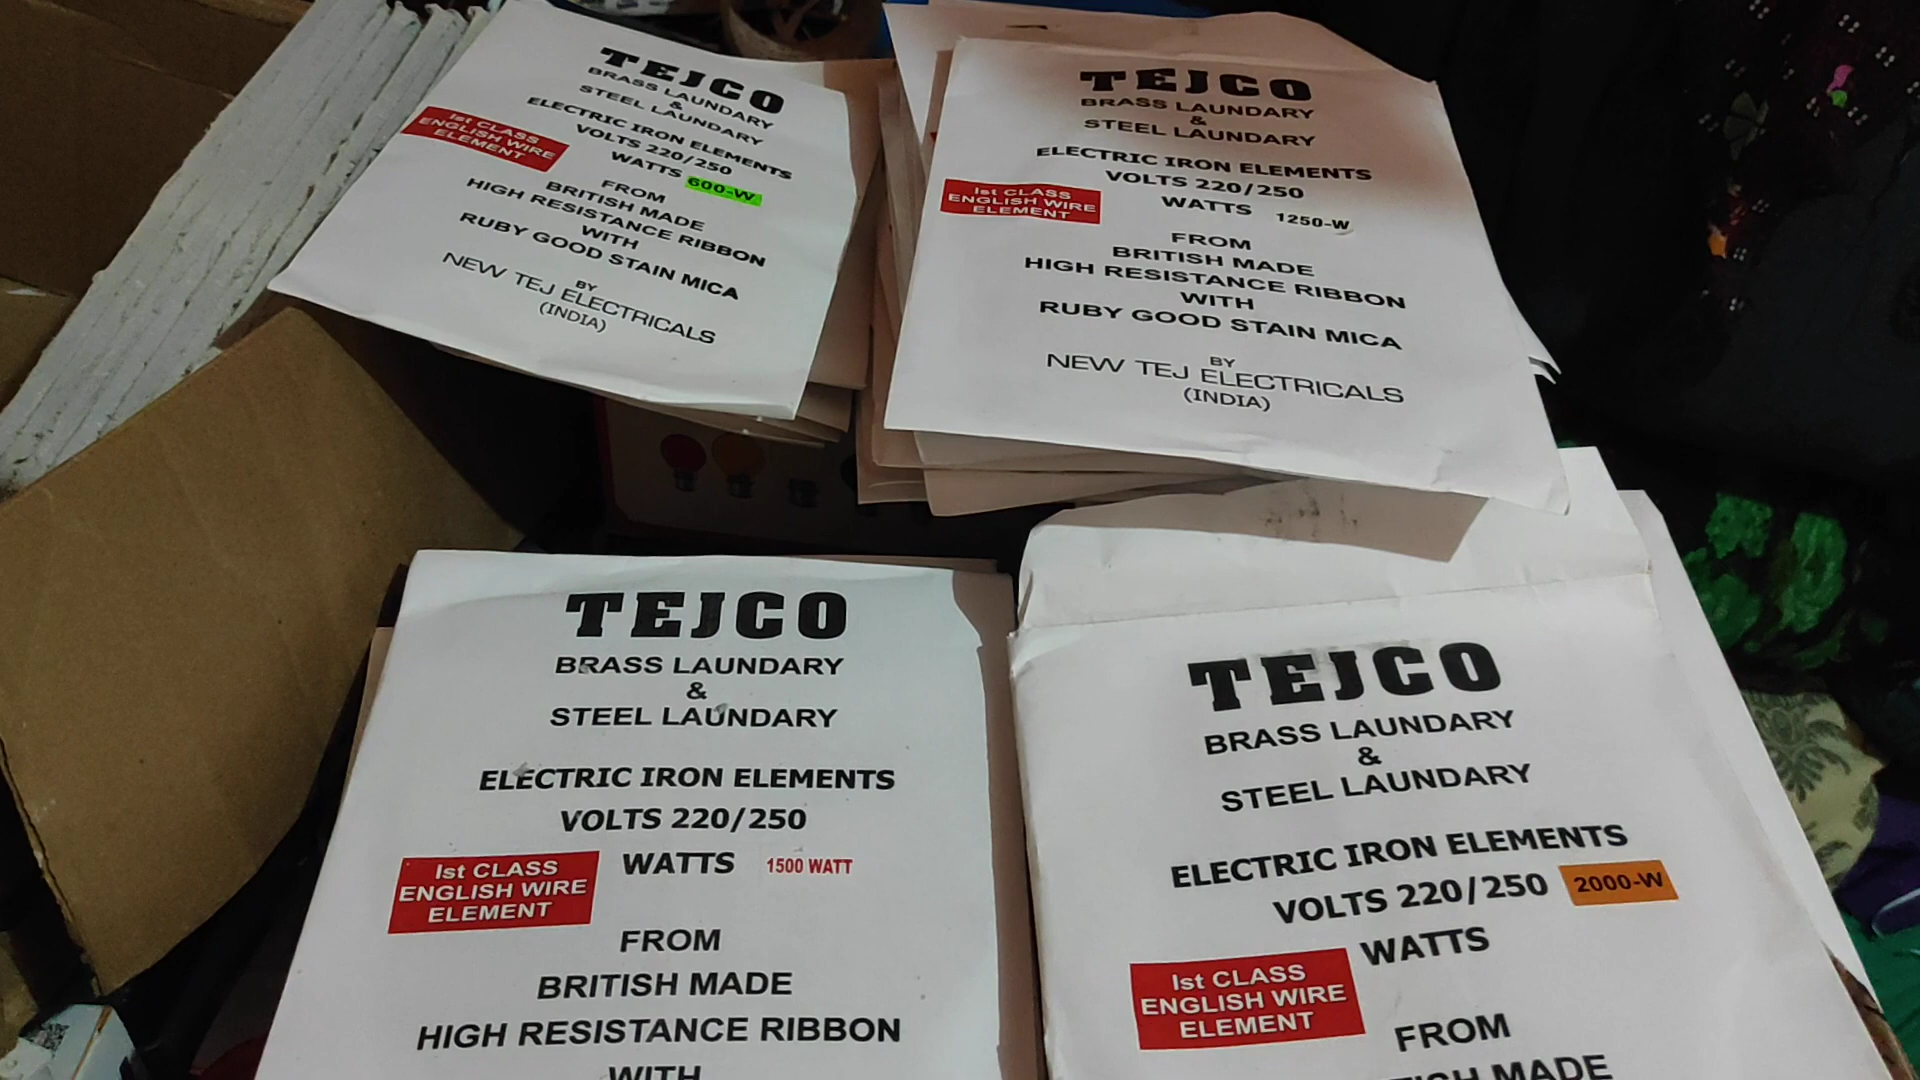 TEJCO
BRASS LAUNDARY
&
STEEL LAUNDARY
ELECTRIC IRON ELEMENTS
VOLTS 220/250
WATTS 600-W
Ist CLASS
ENGLISH WIRE
ELEMENT
FROM
BRITISH MADE
HIGH RESISTANCE RIBBON
WITH
RUBY GOOD STAIN MICA
BY
NEW TEJ ELECTRICALS
(INDIA)
TEJCO
BRASS LAUNDARY
&
STEEL LAUNDARY
ELECTRIC IRON ELEMENTS
VOLTS 220/250
WATTS 1250-W
Ist CLASS
ENGLISH WIRE
ELEMENT
FROM
BRITISH MADE
HIGH RESISTANCE RIBBON
WITH
RUBY GOOD STAIN MICA
BY
NEW TEJ ELECTRICALS
(INDIA)
TEJCO
BRASS LAUNDARY
&
STEEL LAUNDARY
ELECTRIC IRON ELEMENTS
VOLTS 220/250
WATTS 1500 WATT
Ist CLASS
ENGLISH WIRE
ELEMENT
FROM
BRITISH MADE
HIGH RESISTANCE RIBBON
WITH
TEJCO
BRASS LAUNDARY
&
STEEL LAUNDARY
ELECTRIC IRON ELEMENTS
VOLTS 220/250 2000-W
WATTS
Ist CLASS
ENGLISH WIRE
ELEMENT
FROM
MADE